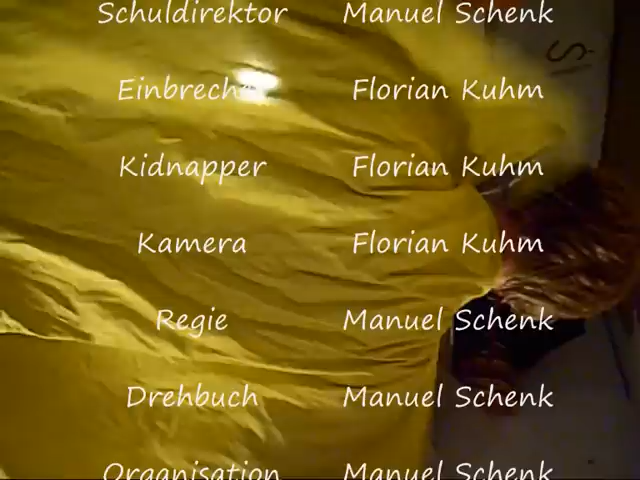 Schuldirektor Manuel Schenk
Einbrecher Florian Kuhm
Kidnapper Florian Kuhm
Kamera Florian Kuhm
Regie Manuel Schenk
Drehbuch Manuel Schenk
Organisation Manuel Schenk